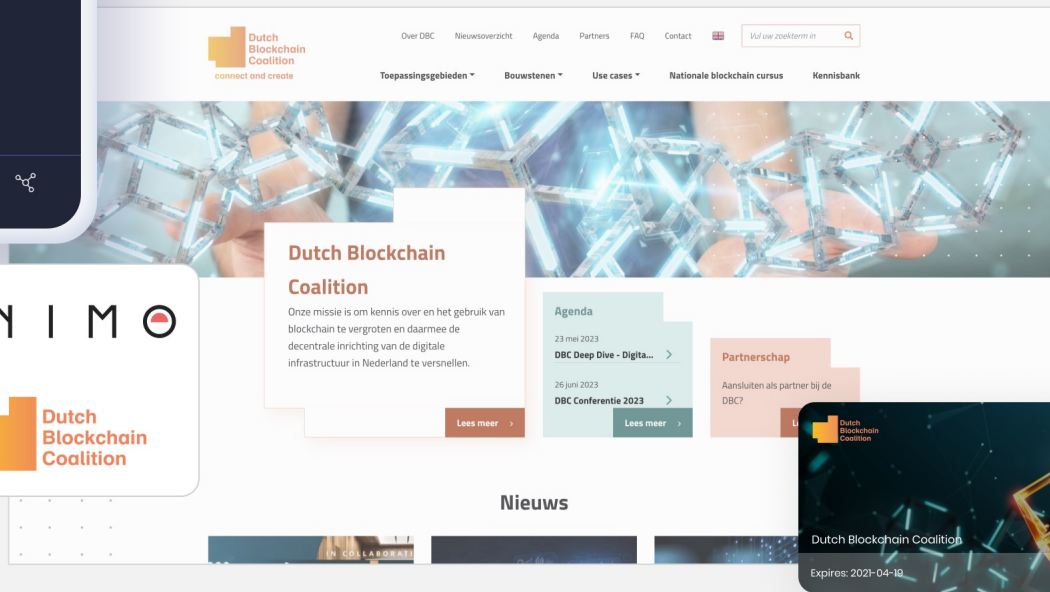 Dutch
Blockchain
Coalition
connect and create
Over DBC Nieuwsoverzicht Agenda Partners FAQ Contact Vul uw zoekterm in
Toepassingsgebieden Bouwstenen Use cases Nationale blockchain cursus Kennisbank
Dutch Blockchain
Coalition
Onze missie is om kennis over en het gebruik van
blockchain te vergroten en daarmee de
decentrale inrichting van de digitale
infrastructuur in Nederland te versnellen.
Lees meer
Agenda
23 mei 2023
DBC Deep Dive - Digita...
26 juni 2023
DBC Conferentie 2023
Lees meer
Partnerschap
Aansluiten als partner bij de
DBC?
NIMO
Dutch
Blockchain
Coalition
Nieuws
IN COLLABORATI
Dutch
Blockchain
Coalition
Dutch Blockchain Coalition
Expires: 2021-04-19